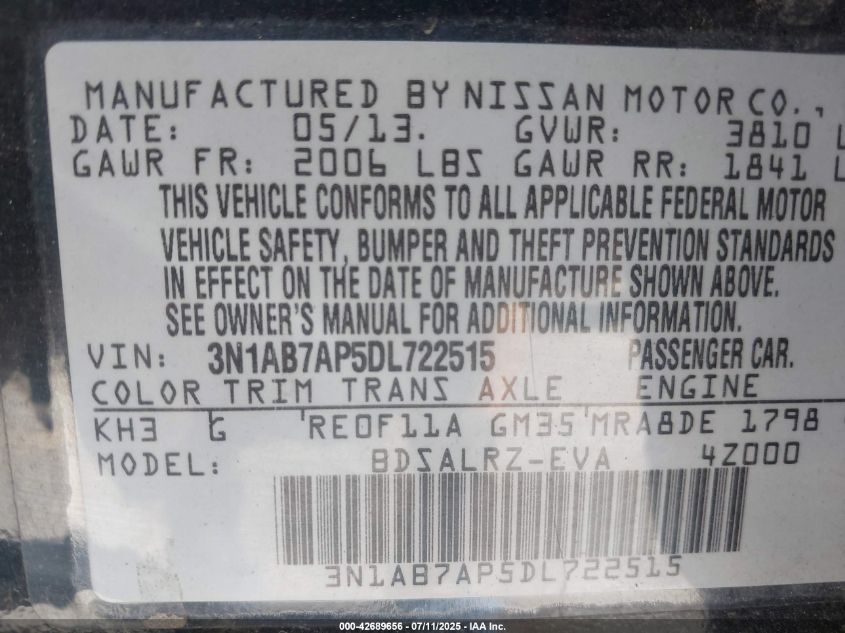 MANUFACTURED BY NISSAN MOTOR CO.,
DATE: 05/13. GVWR: 3810 L
GAWR FR: 2006 LBS GAWR RR: 1841 L
THIS VEHICLE CONFORMS TO ALL APPLICABLE FEDERAL MOTOR
VEHICLE SAFETY, BUMPER AND THEFT PREVENTION STANDARDS
IN EFFECT ON THE DATE OF MANUFACTURE SHOWN ABOVE.
SEE OWNER'S MANUAL FOR ADDITIONAL INFORMATION.
VIN: 3N1AB7AP5DL722515 PASSENGER CAR.
COLOR TRIM TRANS AXLE ENGINE
KH3 G RE0F11A GM35 MRA8DE 1798
MODEL: BDSALRZ-EVA 4Z000
3N1AB7AP5DL722515
000-42689656 - 07/11/2025 - IAA Inc.